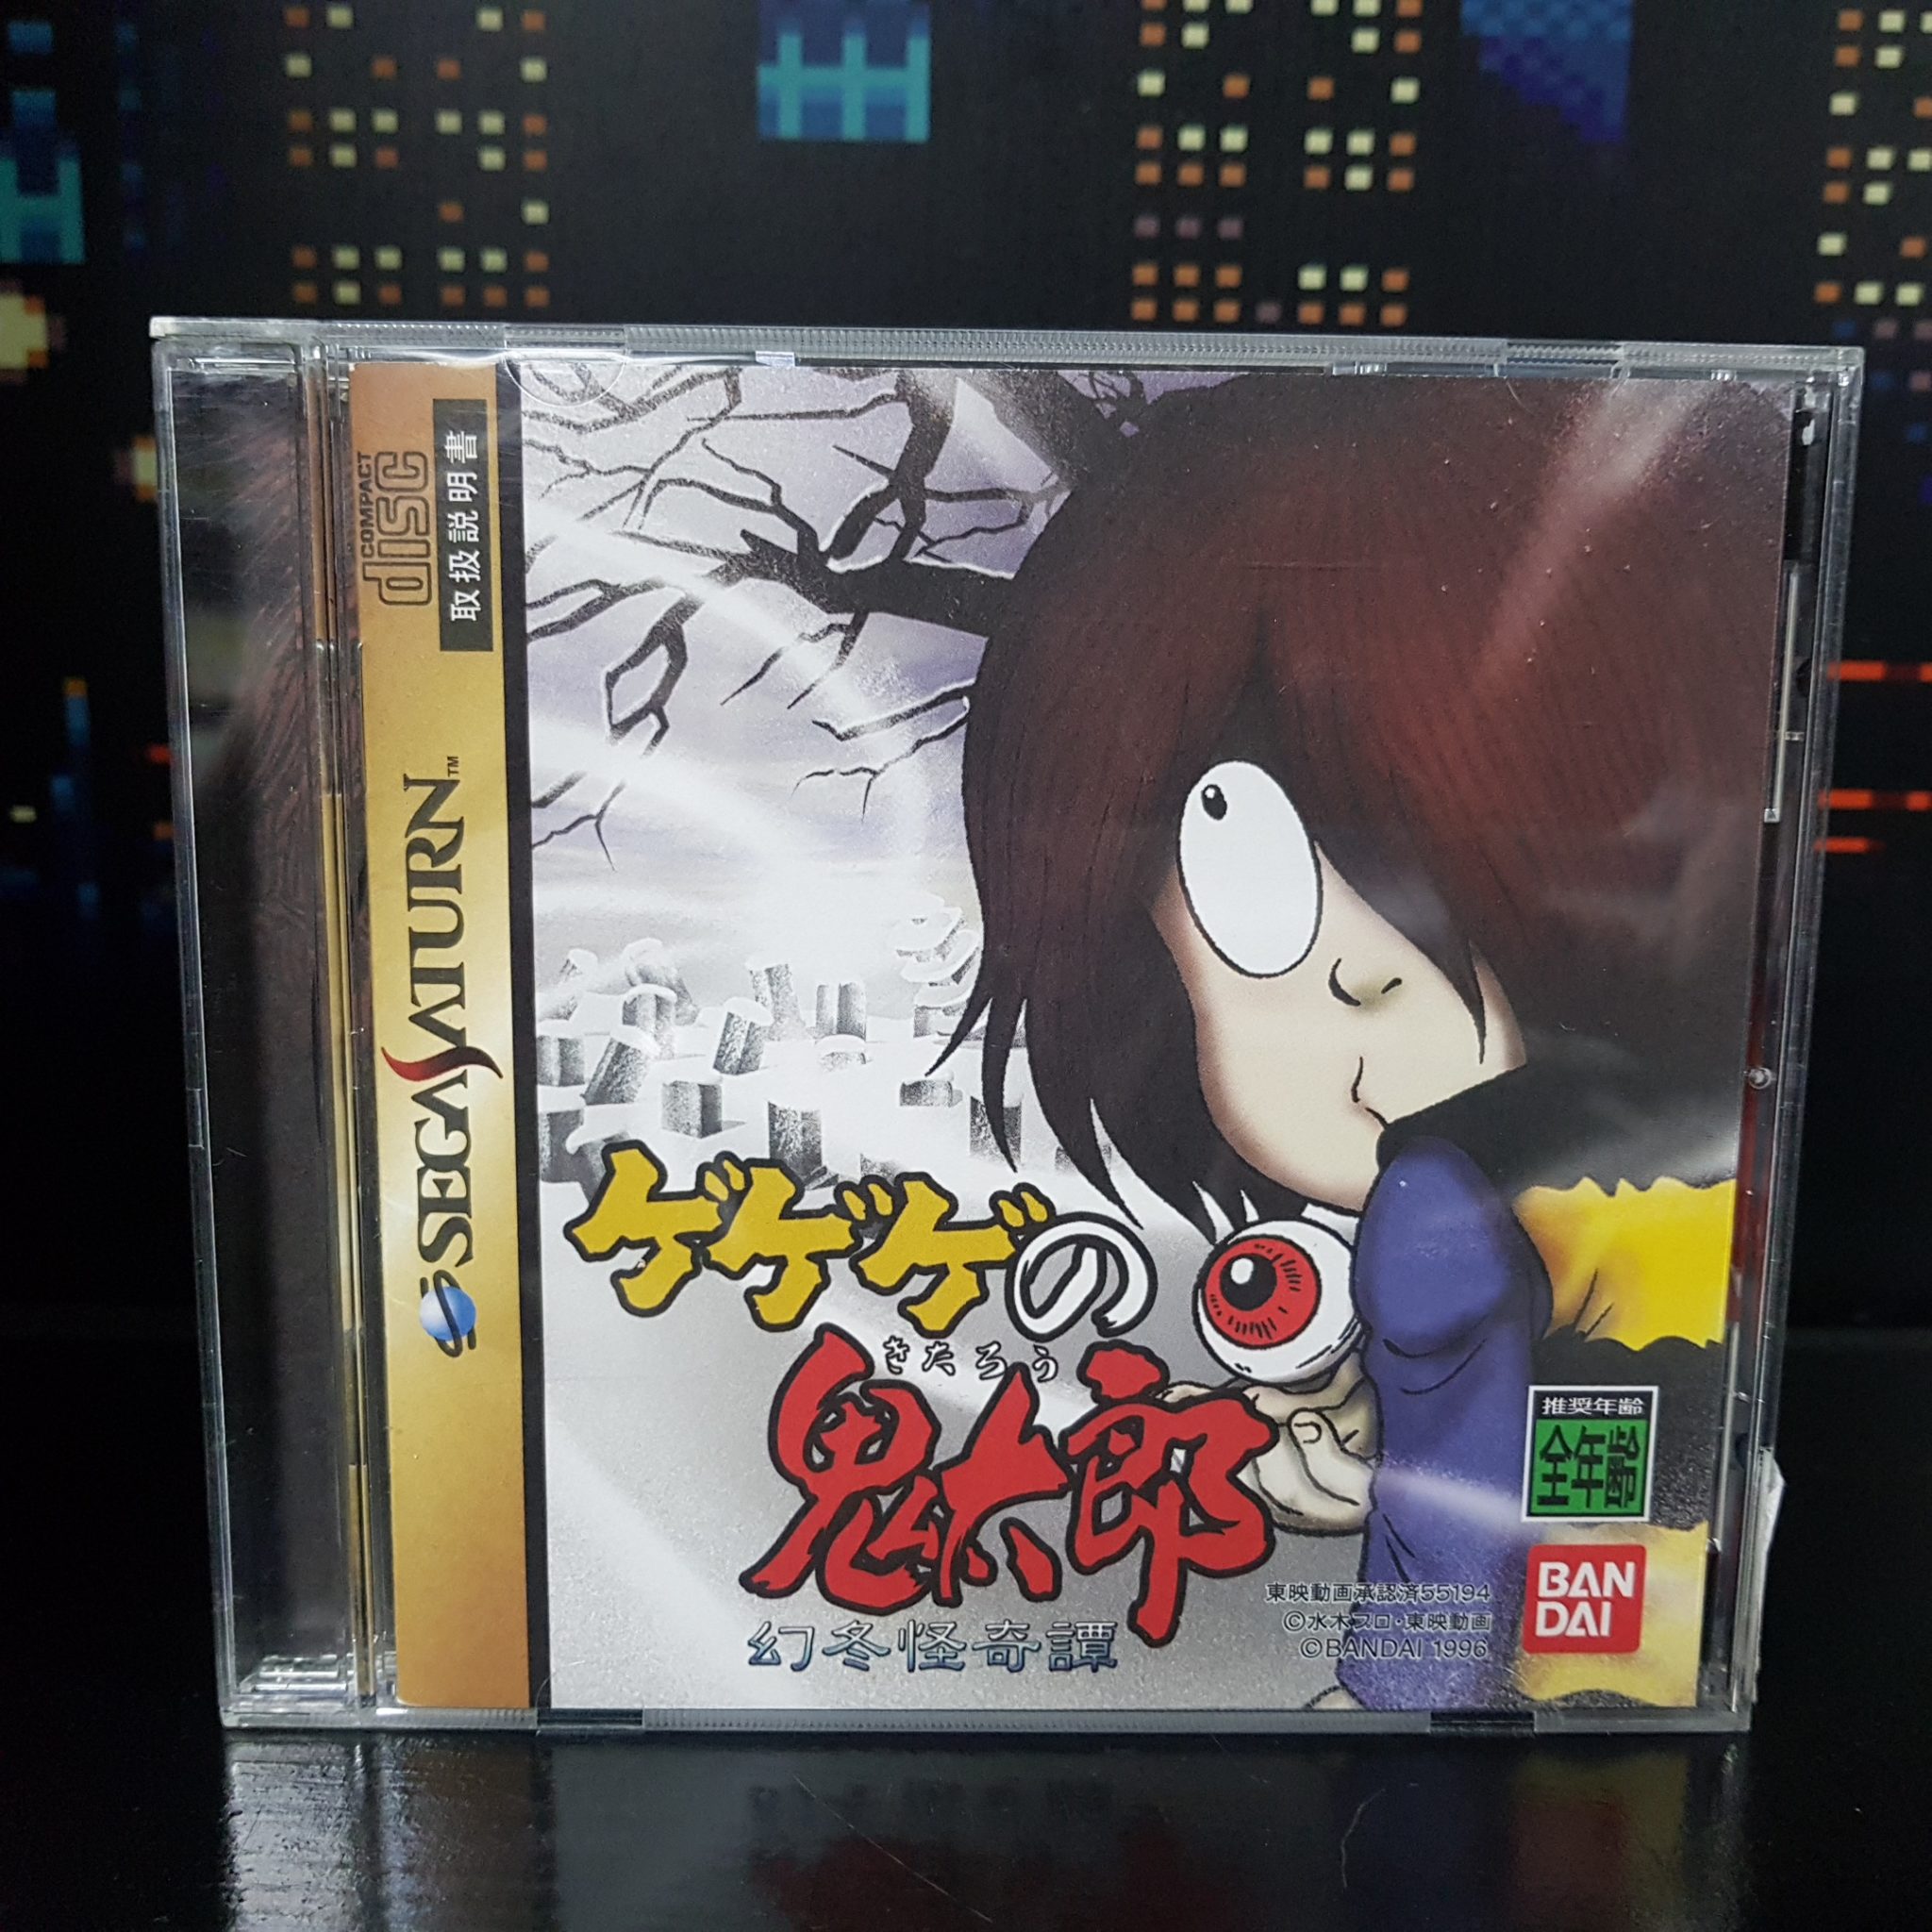 COMPACT
disc
取扱説明書
SEGA SATURN™
ゲゲゲの
きたろう
鬼太郎
幻冬怪奇譚
推奨年齢
全年齢
東映動画承認済55194
©水木プロ・東映動画
©BANDAI 1996
BAN
DAI